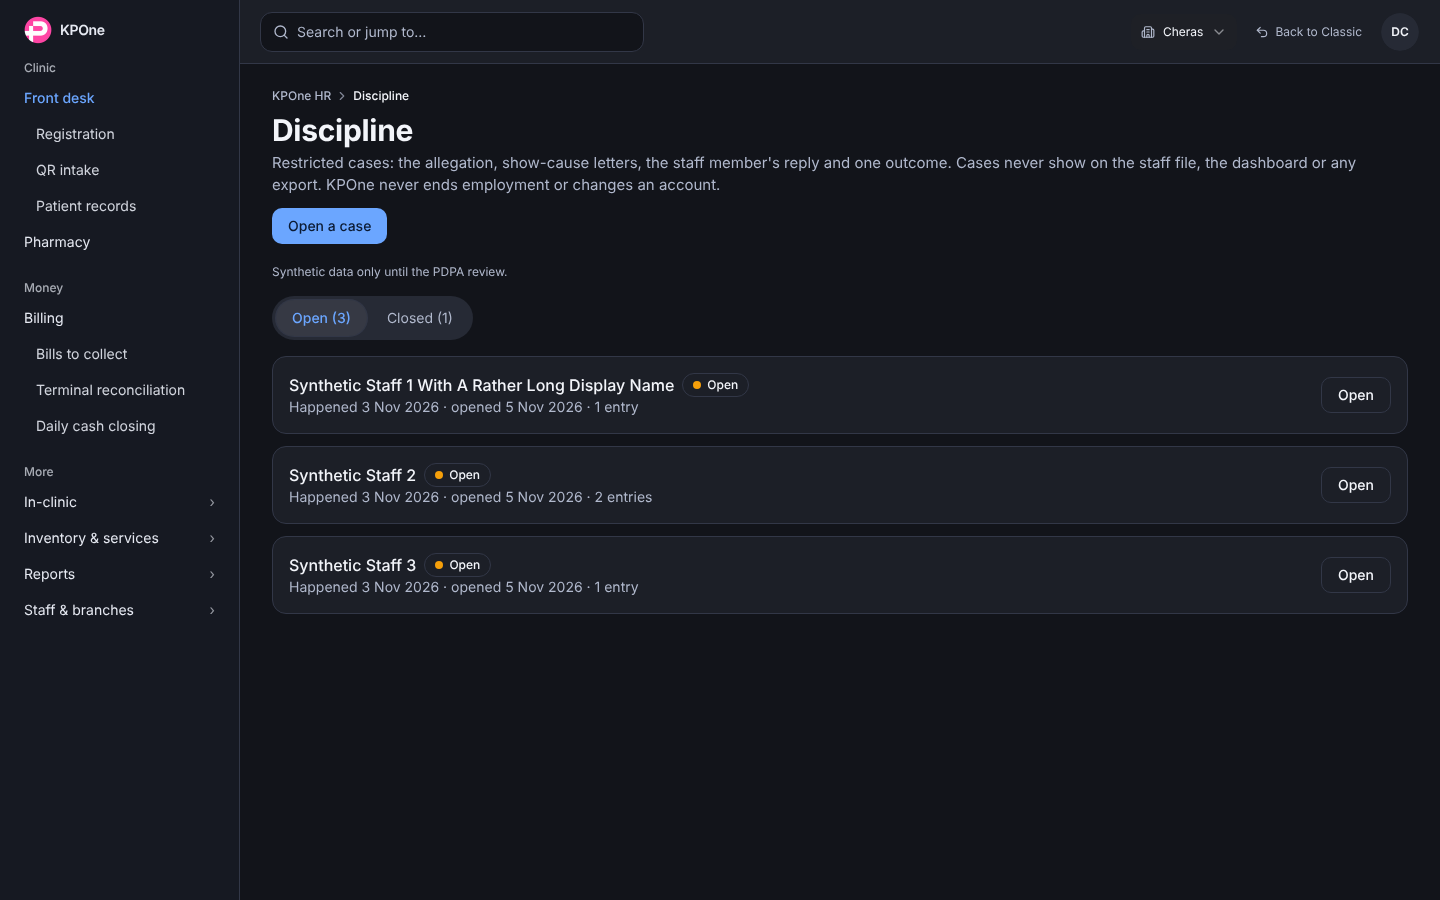 KPOne
Clinic
Front desk
Registration
QR intake
Patient records
Pharmacy
Money
Billing
Bills to collect
Terminal reconciliation
Daily cash closing
More
In-clinic
Inventory & services
Reports
Staff & branches
Search or jump to...
Cheras
Back to Classic
DC
KPOne HR > Discipline
Discipline
Restricted cases: the allegation, show-cause letters, the staff member's reply and one outcome. Cases never show on the staff file, the dashboard or any
export. KPOne never ends employment or changes an account.
Open a case
Synthetic data only until the PDPA review.
Open (3)
Closed (1)
Synthetic Staff 1 With A Rather Long Display Name
Open
Happened 3 Nov 2026 · opened 5 Nov 2026 · 1 entry
Open
Synthetic Staff 2
Open
Happened 3 Nov 2026 · opened 5 Nov 2026 · 2 entries
Open
Synthetic Staff 3
Open
Happened 3 Nov 2026 · opened 5 Nov 2026 · 1 entry
Open